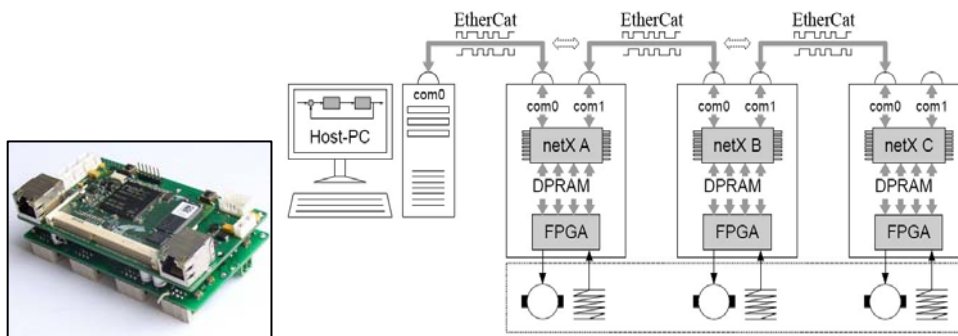 EtherCat EtherCat EtherCat
com0
Host-PC
com0 com1 com0 com1 com0 com1
netX A netX B netX C
DPRAM DPRAM DPRAM
FPGA FPGA FPGA